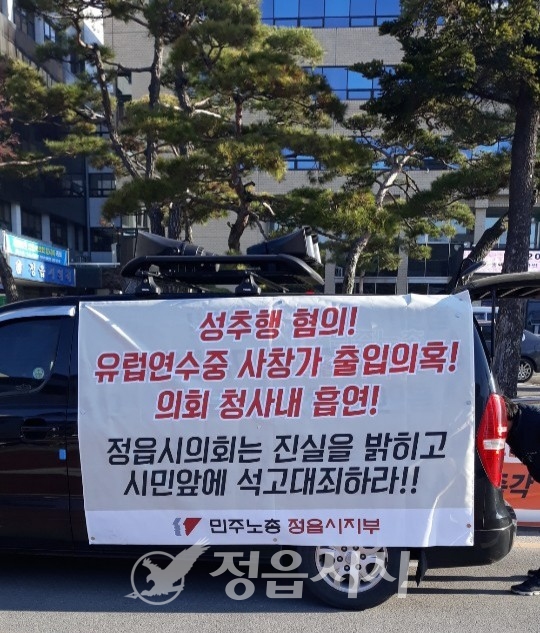 성추행 혐의!
유럽연수중 사창가 출입의혹!
의회 청사내 흡연!
정읍시의회는 진실을 밝히고
시민앞에 석고대죄하라!!
민주노총 정읍시지부
정읍시사
각